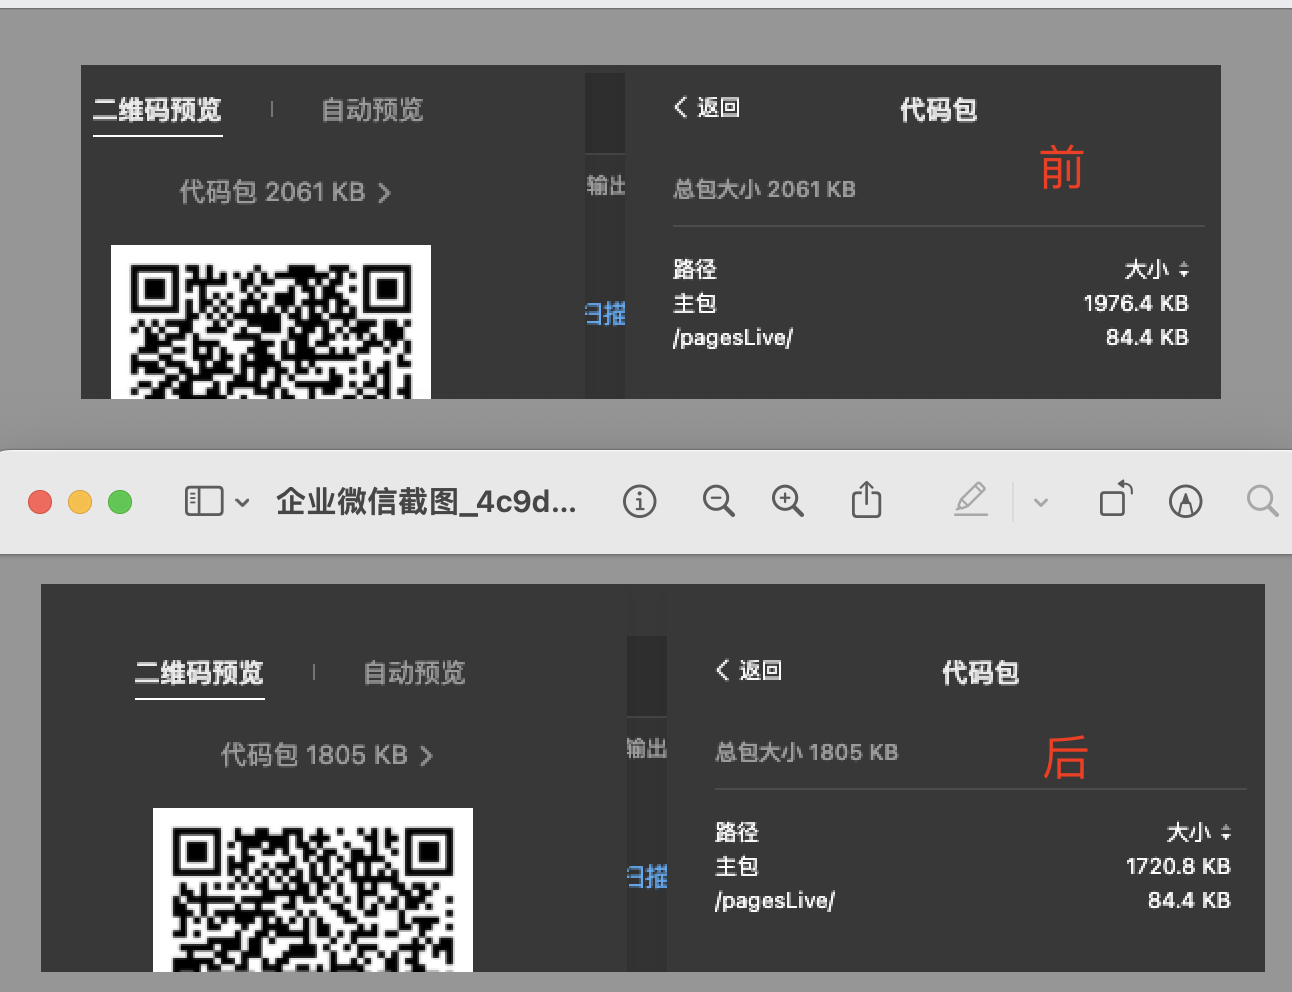 二维码预览 | 自动预览
代码包 2061 KB >
输出
扫描
< 返回 代码包
前
总包大小 2061 KB
路径 大小
主包 1976.4 KB
/pagesLive/ 84.4 KB
企业微信截图_4c9d...
二维码预览 | 自动预览
代码包 1805 KB >
输出
扫描
< 返回 代码包
后
总包大小 1805 KB
路径 大小
主包 1720.8 KB
/pagesLive/ 84.4 KB